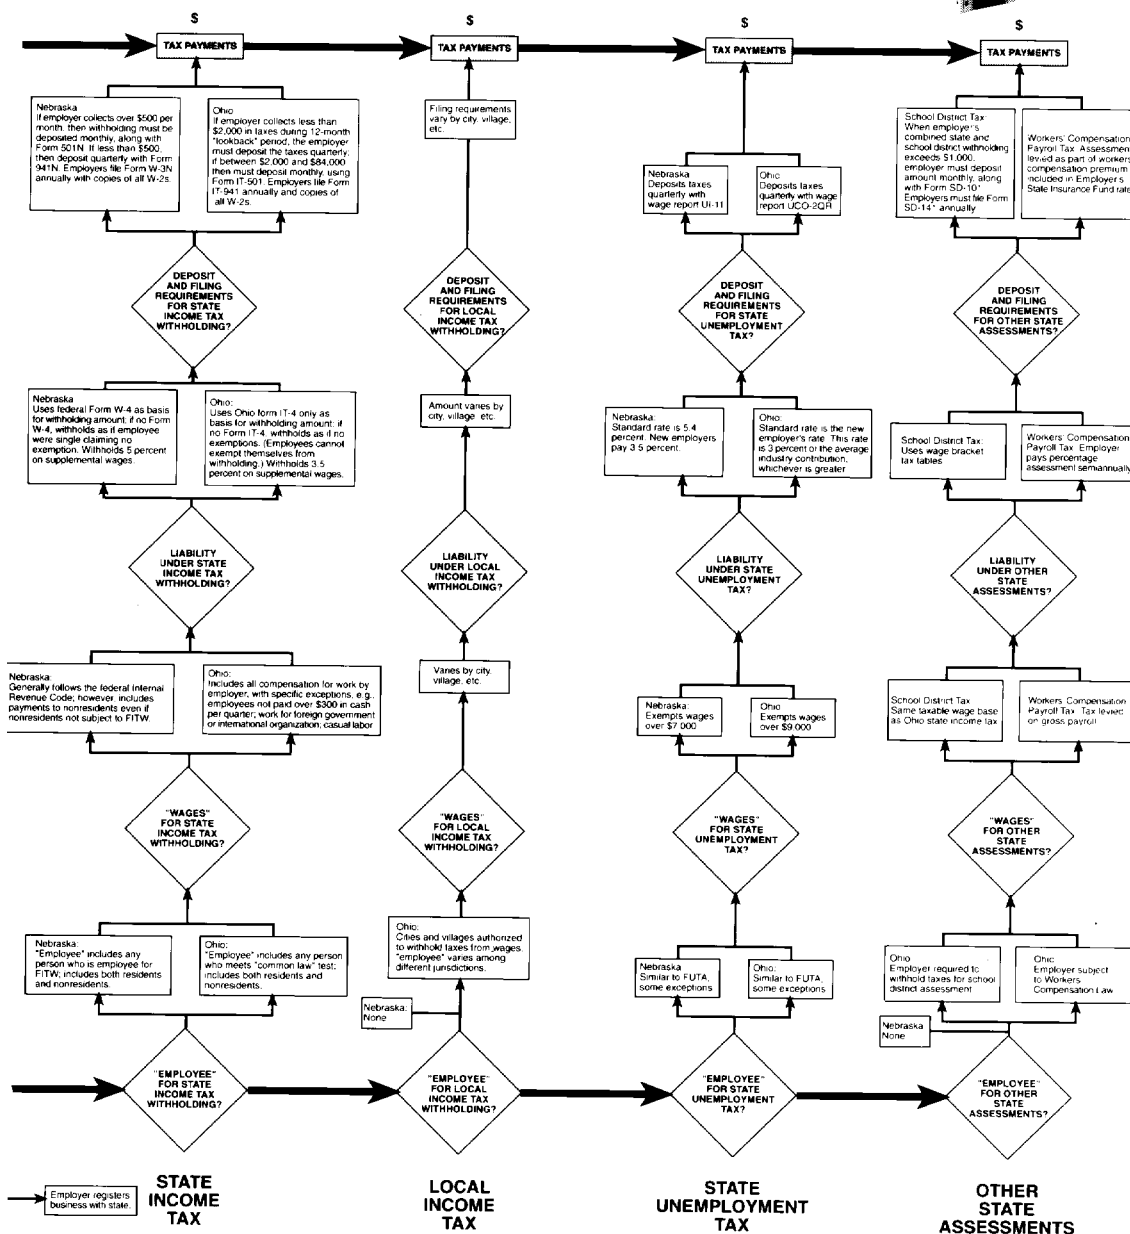 $
TAX PAYMENTS
Nebraska
If employer collects over $500 per
month, then withholding must be
deposited monthly, along with
Form 501N. If less than $500,
then deposit quarterly with Form
941N. Employers file Form W-3N
annually with copies of all W-2s.
Ohio
If employer collects less than
$2,000 in taxes during 12-month
"lookback" period, the employer
must deposit the taxes quarterly;
if between $2,000 and $84,000
then must deposit monthly, using
Form IT-501. Employers file Form
IT-941 annually and copies of
all W-2s.
DEPOSIT
AND FILING
REQUIREMENTS
FOR STATE
INCOME TAX
WITHHOLDING?
Nebraska
Uses federal Form W-4 as basis
for withholding amount; if no Form
W-4, withholds as if employee
were single claiming no
exemption. Withholds 5 percent
on supplemental wages.
Ohio:
Uses Ohio form IT-4 only as
basis for withholding amount; if
no Form IT-4, withholds as if no
exemptions. (Employees cannot
exempt themselves from
withholding.) Withholds 3.5
percent on supplemental wages.
LIABILITY
UNDER STATE
INCOME TAX
WITHHOLDING?
Nebraska:
Generally follows the federal Internal
Revenue Code; however, includes
payments to nonresidents even if
nonresidents not subject to FITW.
Ohio:
Includes all compensation for work by
employer, with specific exceptions, e.g.,
employees not paid over $300 in cash
per quarter; work for foreign government
or international organization; casual labor
"WAGES"
FOR STATE
INCOME TAX
WITHHOLDING?
Nebraska:
"Employee" includes any
person who is employee for
FITW; includes both residents
and nonresidents.
Ohio:
"Employee" includes any person
who meets "common law" test;
includes both residents and
nonresidents.
"EMPLOYEE"
FOR STATE
INCOME TAX
WITHHOLDING?
Employer registers
business with state.
STATE
INCOME
TAX
$
TAX PAYMENTS
Filing requirements
vary by city, village,
etc.
DEPOSIT
AND FILING
REQUIREMENTS
FOR LOCAL
INCOME TAX
WITHHOLDING?
Amount varies by
city, village, etc.
LIABILITY
UNDER LOCAL
INCOME TAX
WITHHOLDING?
Varies by city,
village, etc.
"WAGES"
FOR LOCAL
INCOME TAX
WITHHOLDING?
Ohio:
Cities and villages authorized
to withhold taxes from wages.
"employee" varies among
different jurisdictions.
Nebraska:
None
"EMPLOYEE"
FOR LOCAL
INCOME TAX
WITHHOLDING?
LOCAL
INCOME
TAX
$
TAX PAYMENTS
Nebraska
Deposits taxes
quarterly with
wage report UI-11
Ohio:
Deposits taxes
quarterly with wage
report UCO-2QR
DEPOSIT
AND FILING
REQUIREMENTS
FOR STATE
UNEMPLOYMENT
TAX?
Nebraska:
Standard rate is 5.4
percent. New employers
pay 3.5 percent.
Ohio:
Standard rate is the new
employer's rate This rate
is 3 percent or the average
industry contribution,
whichever is greater
LIABILITY
UNDER STATE
UNEMPLOYMENT
TAX?
Nebraska:
Exempts wages
over $7,000
Ohio
Exempts wages
over $9,000
"WAGES"
FOR STATE
UNEMPLOYMENT
TAX?
Nebraska
Similar to FUTA,
some exceptions
Ohio:
Similar to FUTA,
some exceptions
"EMPLOYEE"
FOR STATE
UNEMPLOYMENT
TAX?
STATE
UNEMPLOYMENT
TAX
$
TAX PAYMENTS
School District Tax:
When employer's
combined state and
school district withholding
exceeds $1,000,
employer must deposit
amount monthly, along
with Form SD-101
Employers must file Form
SD-141 annually
Workers' Compensation
Payroll Tax Assessment
levied as part of workers'
compensation premium
included in Employer's
State Insurance Fund rate
DEPOSIT
AND FILING
REQUIREMENTS
FOR OTHER STATE
ASSESSMENTS?
School District Tax:
Uses wage bracket
tax tables
Workers' Compensation
Payroll Tax Employer
pays percentage
assessment semiannually
LIABILITY
UNDER OTHER
STATE
ASSESSMENTS?
School District Tax
Same taxable wage base
as Ohio state income tax
Workers' Compensation
Payroll Tax. Tax levied
on gross payroll
"WAGES"
FOR OTHER
STATE
ASSESSMENTS?
Ohio
Employer required to
withhold taxes for school
district assessment
Ohio:
Employer subject
to Workers
Compensation Law
Nebraska
None
"EMPLOYEE"
FOR OTHER
STATE
ASSESSMENTS?
OTHER
STATE
ASSESSMENTS